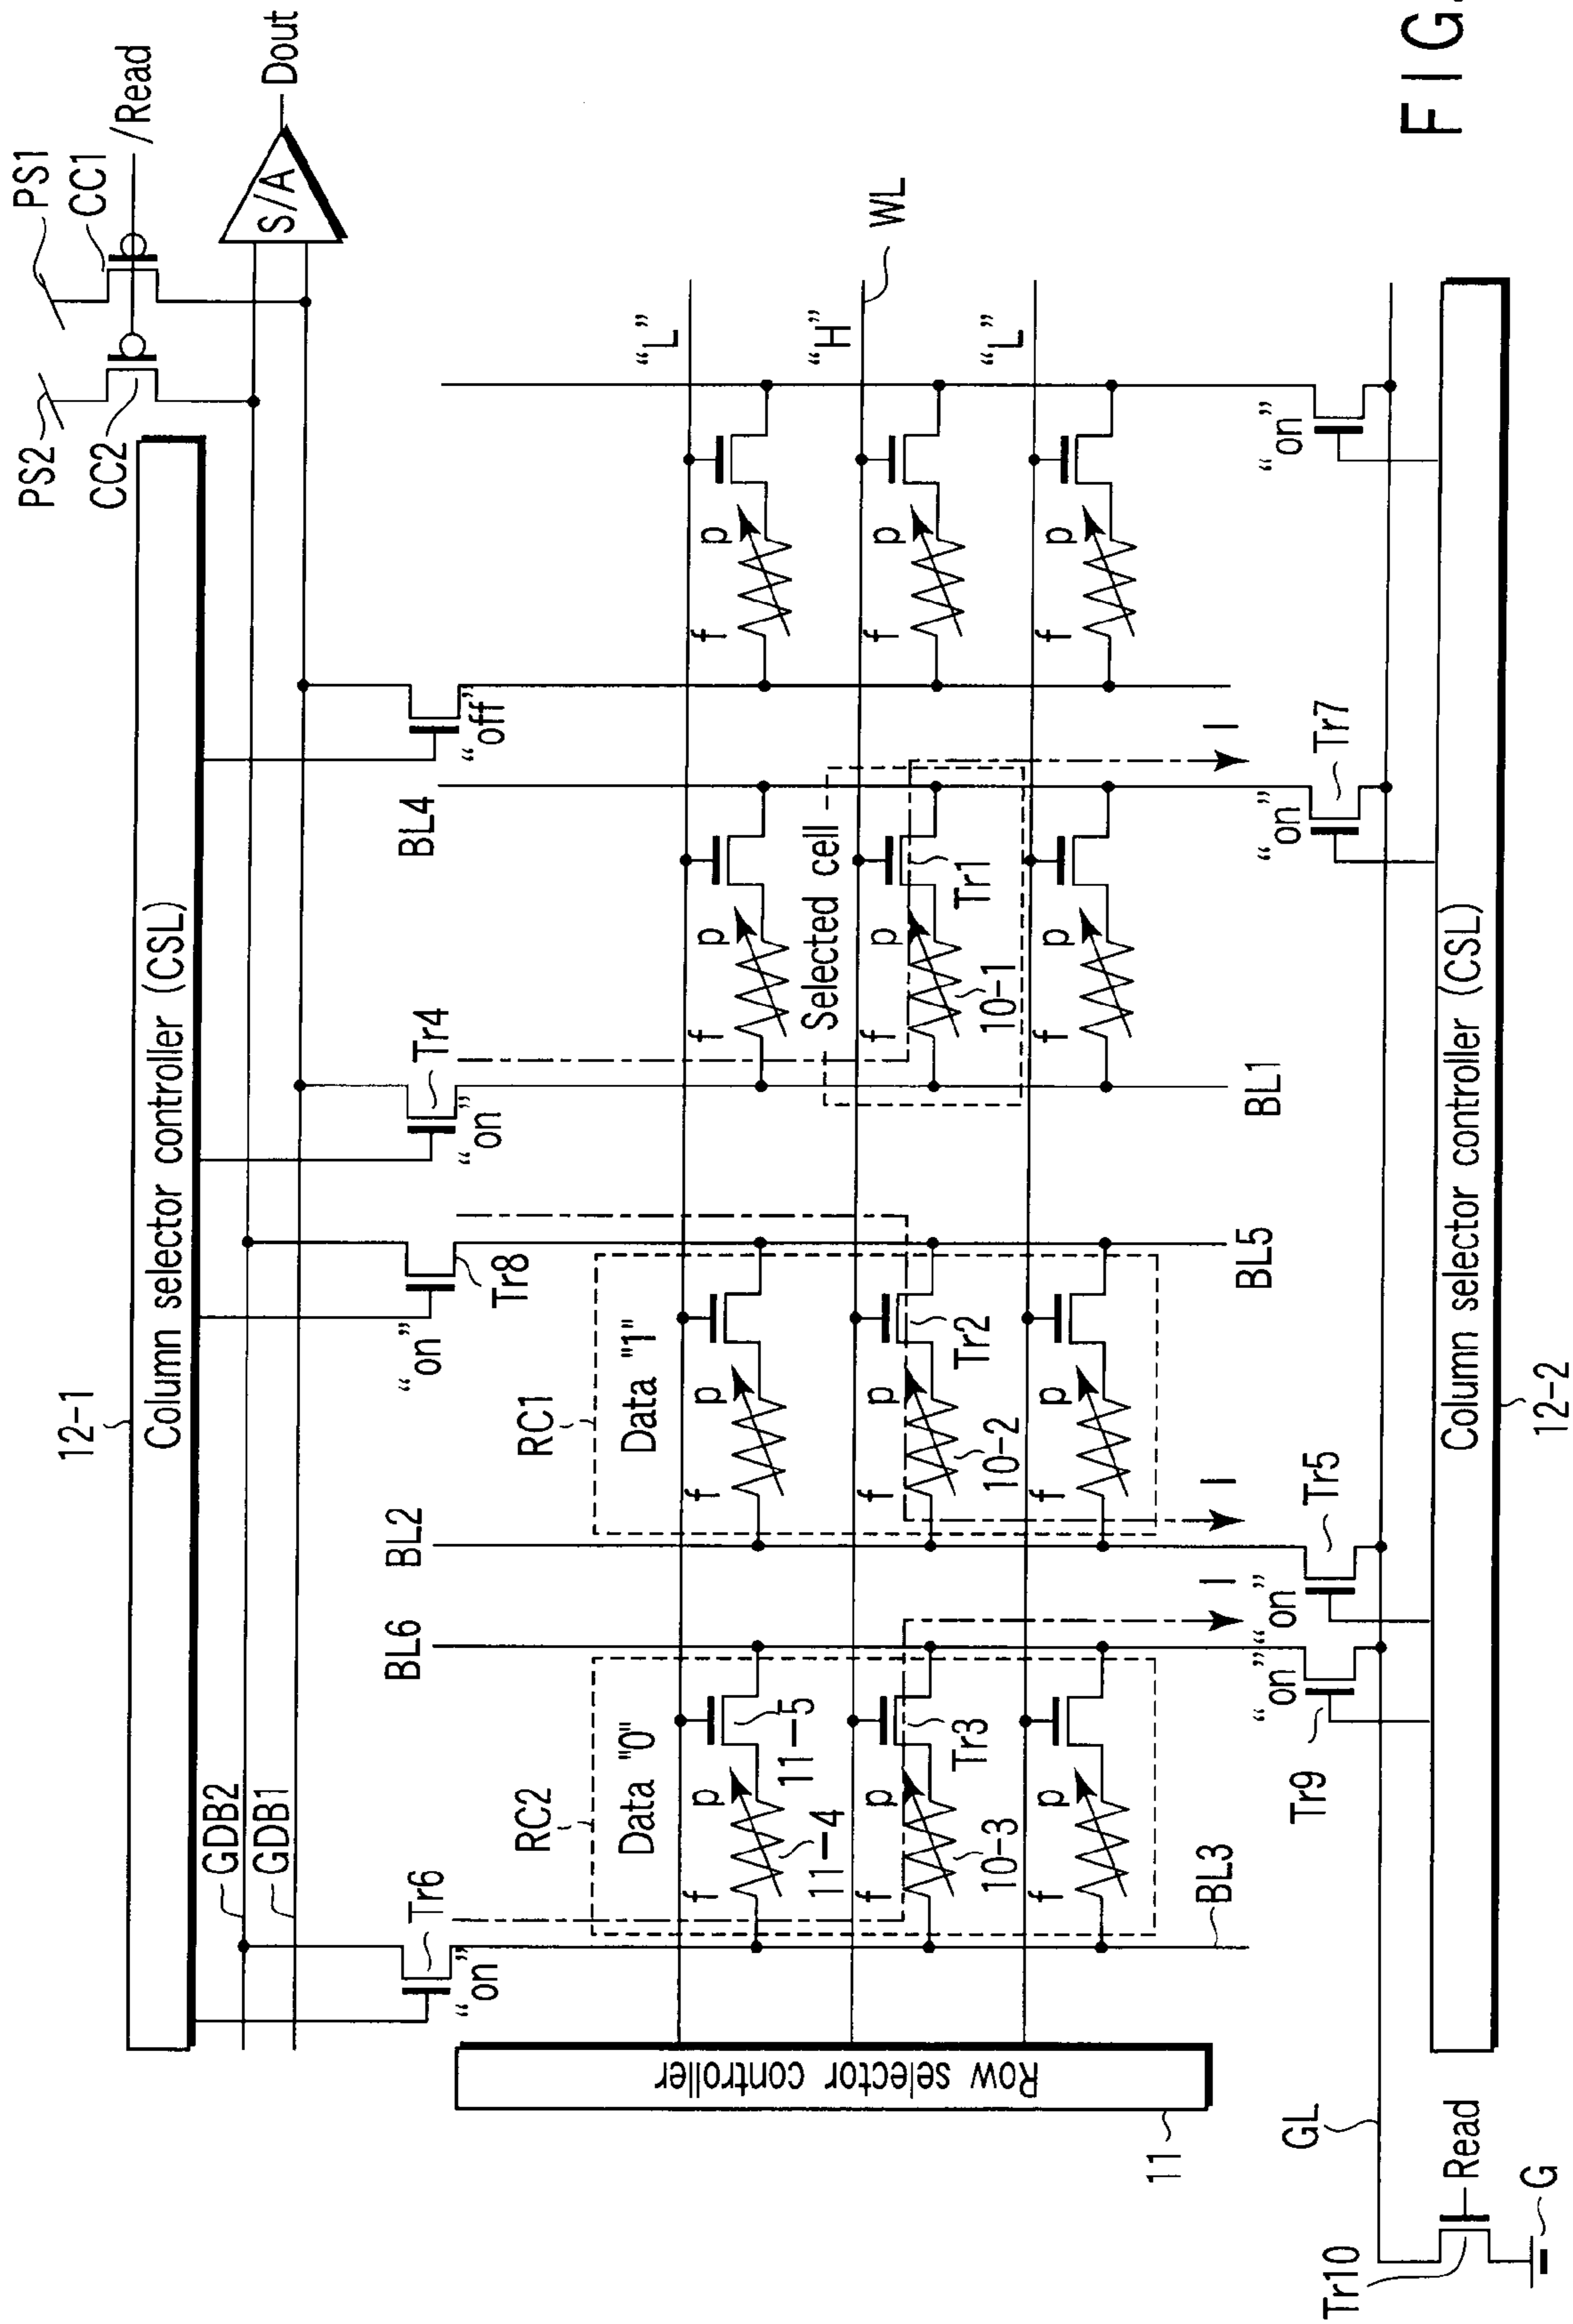 FIG.
PS1
CC1
/Read
PS2
CC2
S/A
Dout
12-1
Column selector controller (CSL)
GDB2
GDB1
Tr6
"on"
Tr8
"on"
Tr4
"on"
"off"
BL6
BL2
BL4
"L"
"H"
"L"
WL
RC2
Data "0"
RC1
Data "1"
Selected cell
f
p
11-4
11-5
f
p
f
p
f
p
f
p
10-3
Tr3
f
p
10-2
Tr2
f
p
10-1
Tr1
f
p
f
p
f
p
f
p
f
p
BL3
BL5
BL1
I
I
I
Row selector controller
11
Tr9
"on"
"on"
Tr5
"on"
Tr7
"on"
GL
Tr10
Read
G
Column selector controller (CSL)
12-2